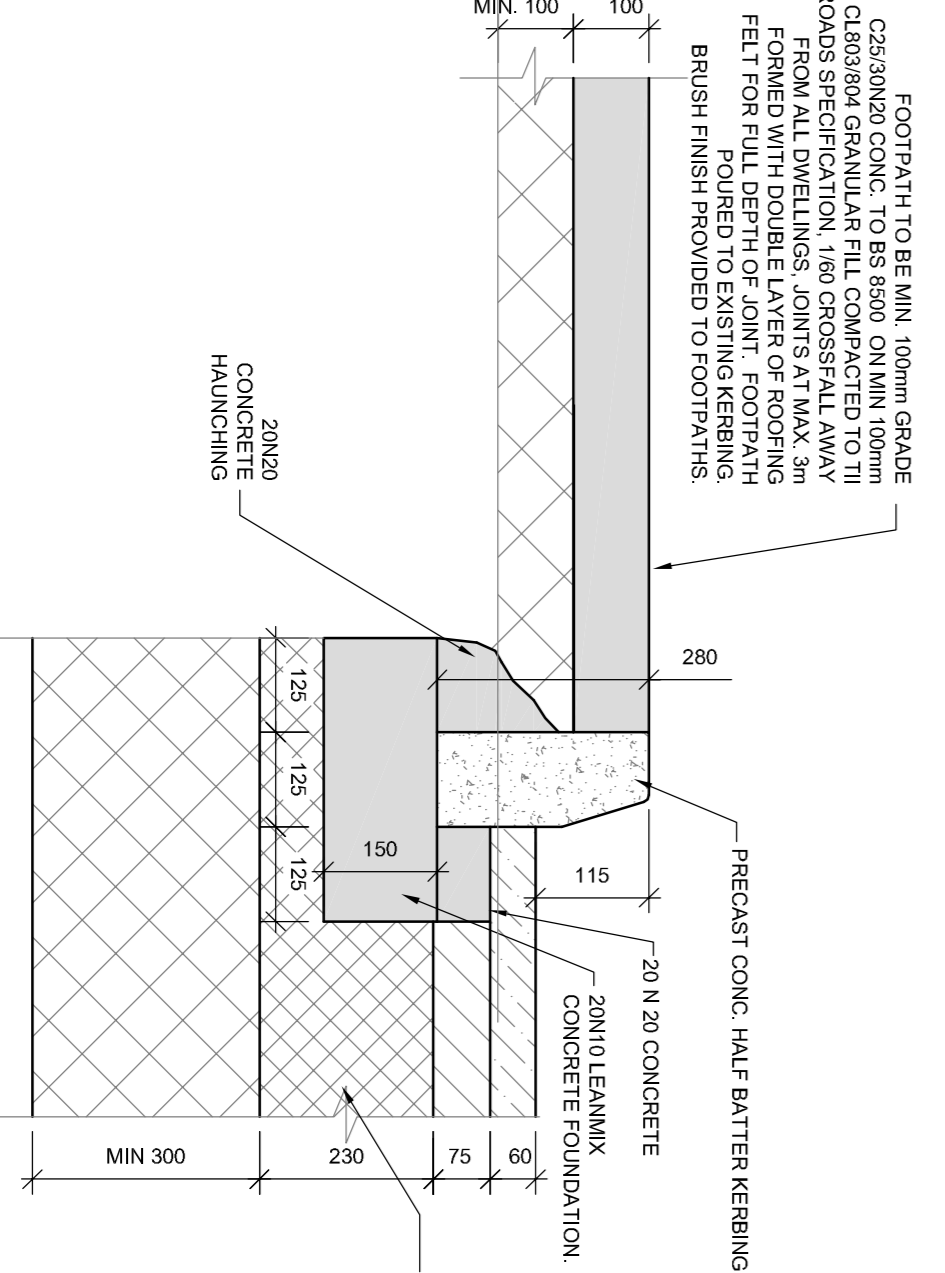 FOOTPATH TO BE MIN. 100mm GRADE
C25/30N20 CONC. TO BS 8500 ON MIN 100mm
CL803/804 GRANULAR FILL COMPACTED TO TII
ROADS SPECIFICATION, 1/60 CROSSFALL AWAY
FROM ALL DWELLINGS, JOINTS AT MAX. 3m
FORMED WITH DOUBLE LAYER OF ROOFING
FELT FOR FULL DEPTH OF JOINT. FOOTPATH
POURED TO EXISTING KERBING.
BRUSH FINISH PROVIDED TO FOOTPATHS.
MIN. 100
100
20N20
CONCRETE
HAUNCHING
280
125
125
125
150
115
PRECAST CONC. HALF BATTER KERBING
20 N 20 CONCRETE
20N10 LEANMIX
CONCRETE FOUNDATION.
MIN 300
230
75
60